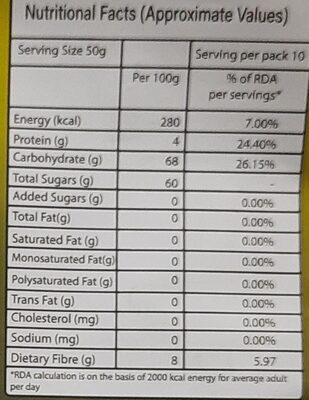 Nutritional Facts (Approximate Values)
Serving Size 50g Serving per pack 10
Per 100g % of RDA per servings*
Energy (kcal) 280 7.00%
Protein (g) 4 24.40%
Carbohydrate (g) 68 26.15%
Total Sugars (g) 60 -
Added Sugars (g) 0 0.00%
Total Fat(g) 0 0.00%
Saturated Fat (g) 0 0.00%
Monosaturated Fat(g) 0 0.00%
Polysaturated Fat (g) 0 0.00%
Trans Fat (g) 0 0.00%
Cholesterol (mg) 0 0.00%
Sodium (mg) 0 0.00%
Dietary Fibre (g) 8 5.97
*RDA calculation is on the basis of 2000 kcal energy for average adult
per day